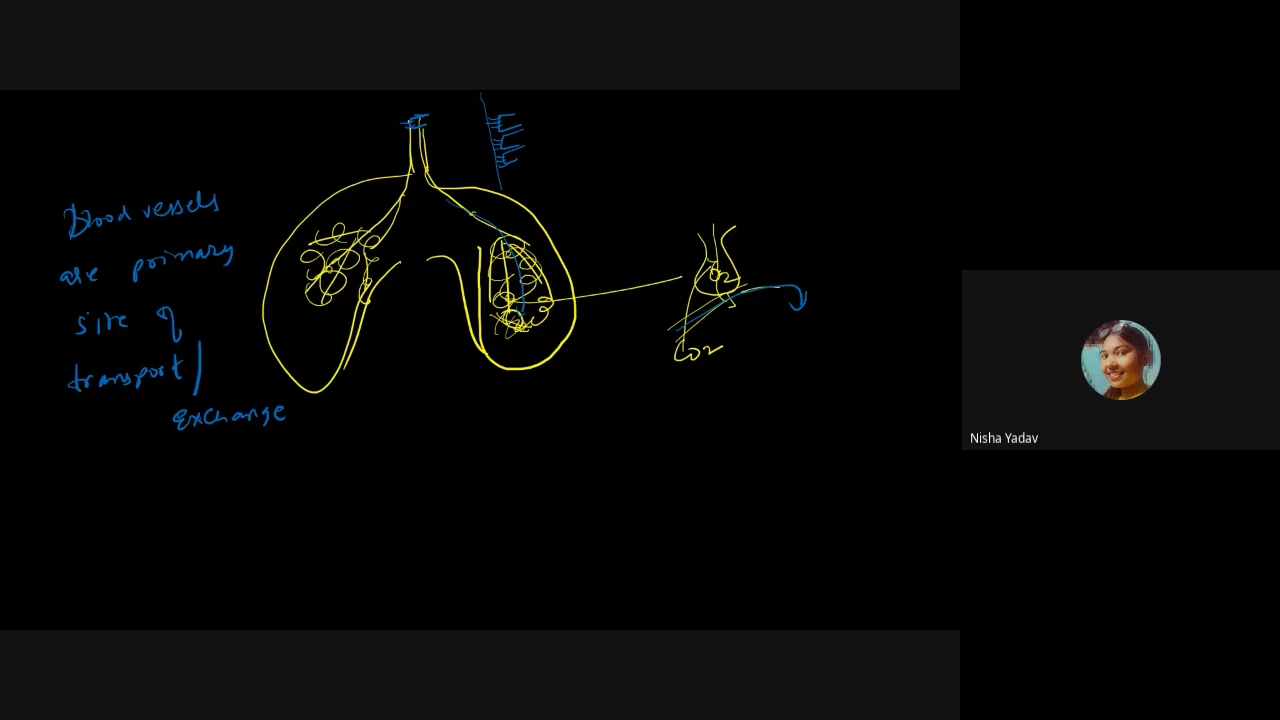 Blood vessels
are primary
site of
transport/
exchange
O2
CO2
Nisha Yadav